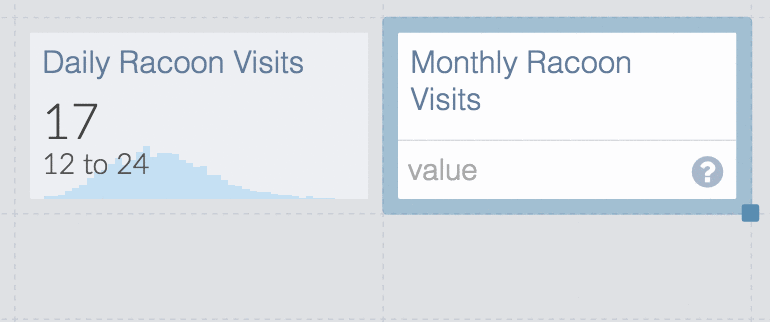 Daily Racoon Visits
17
12 to 24
Monthly Racoon
Visits
value
?